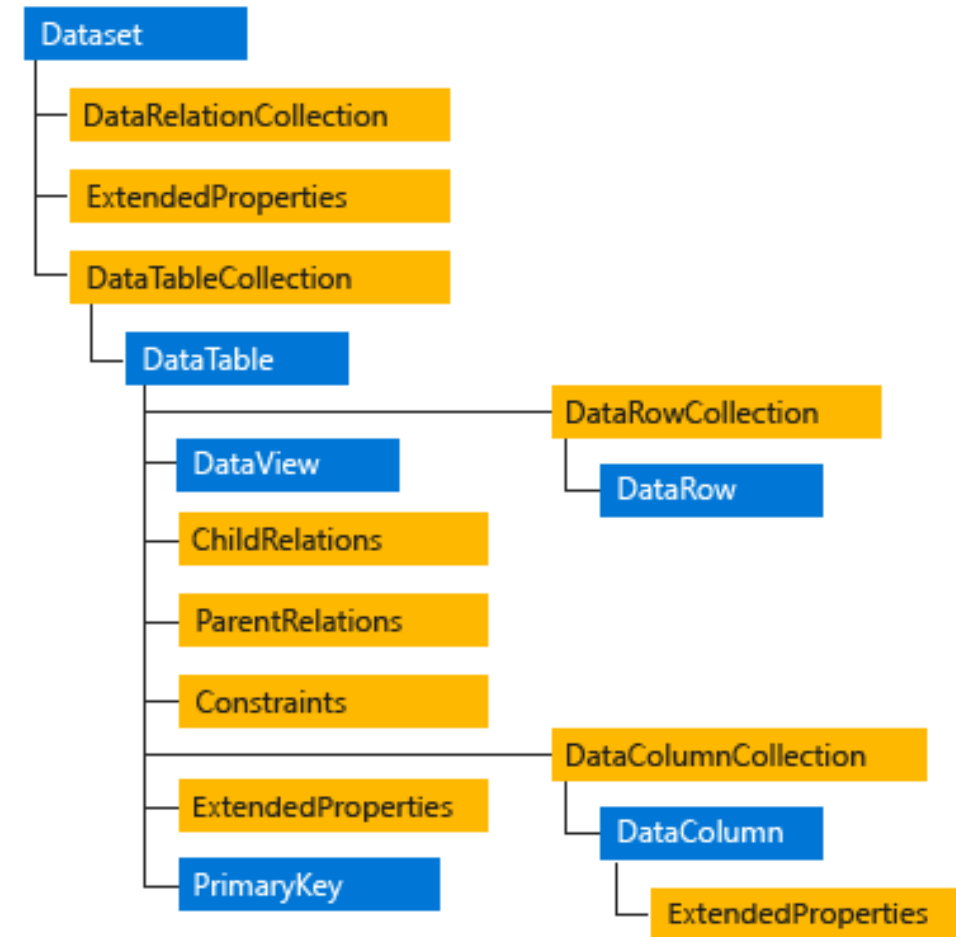 Dataset
DataRelationCollection
ExtendedProperties
DataTableCollection
DataTable
DataRowCollection
DataView
DataRow
ChildRelations
ParentRelations
Constraints
DataColumnCollection
ExtendedProperties
DataColumn
PrimaryKey
ExtendedProperties